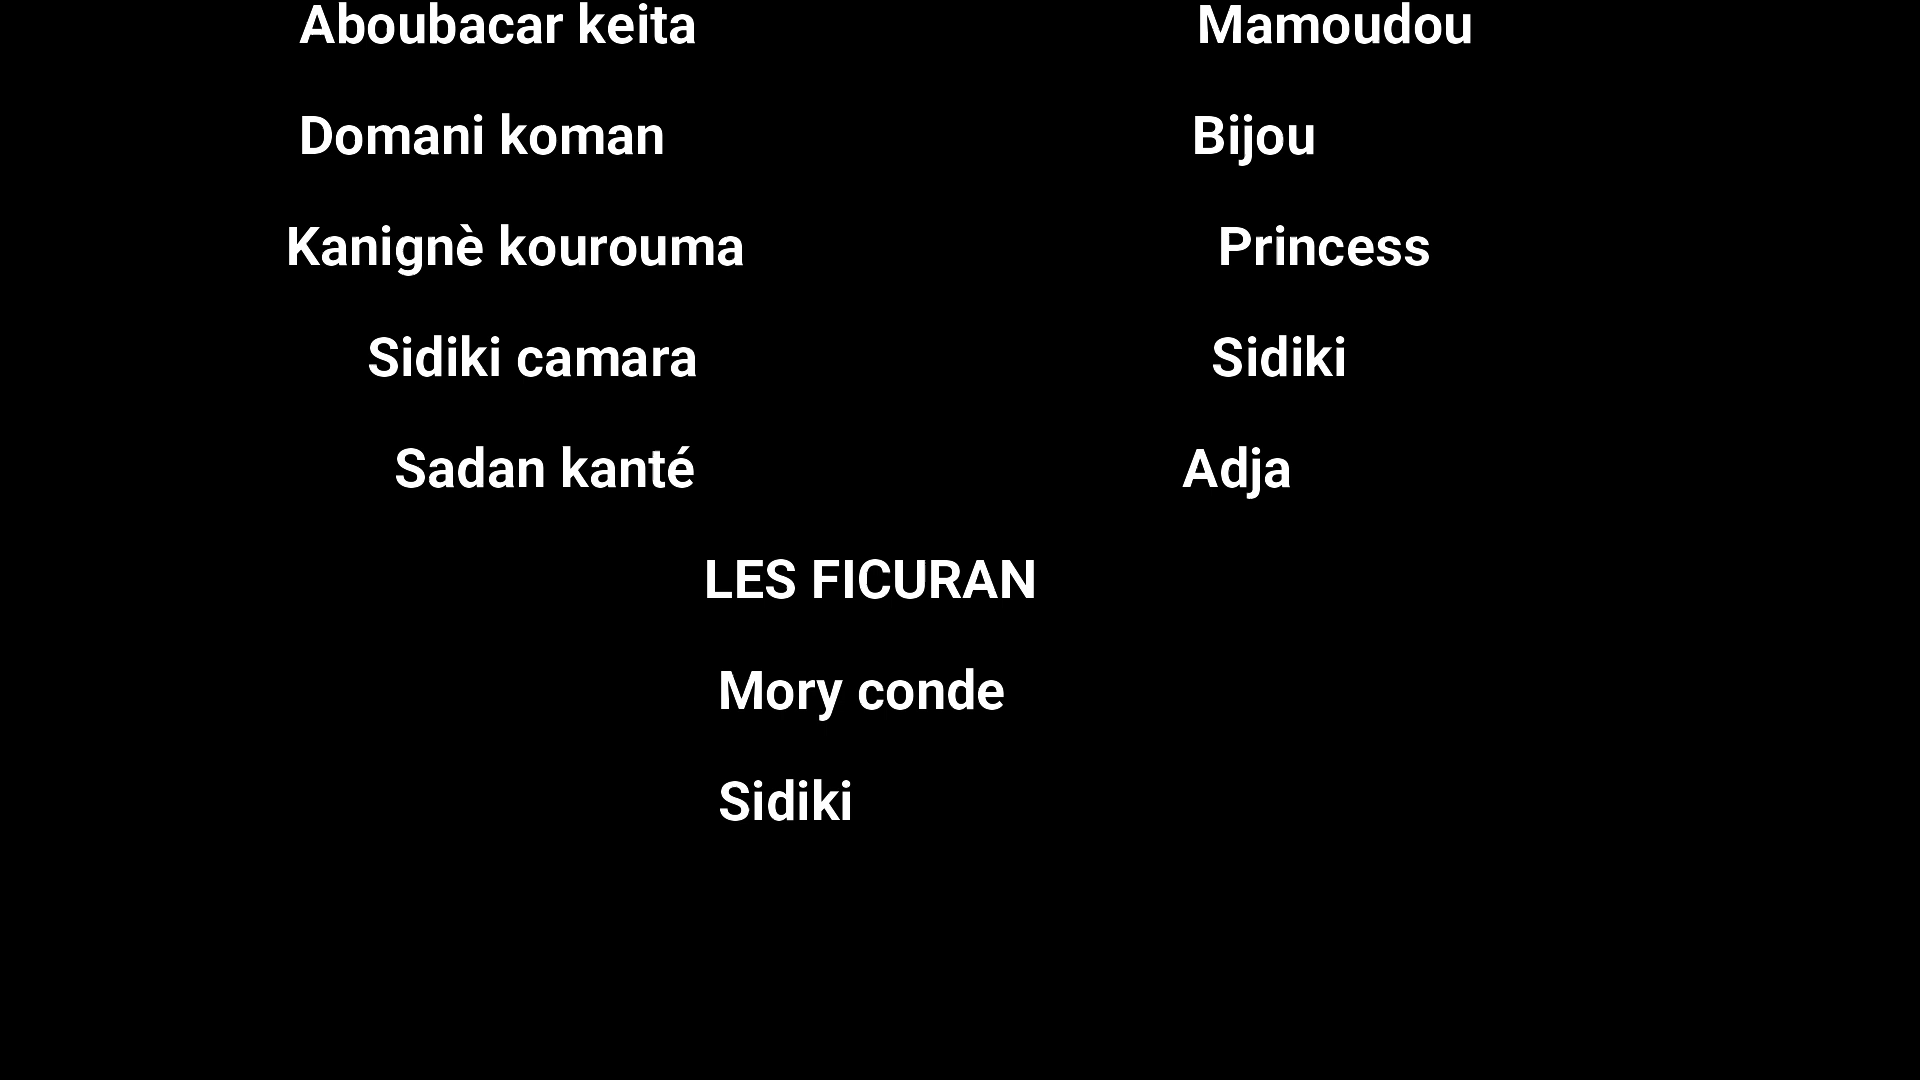 Aboubacar keita Mamoudou
Domani koman Bijou
Kanignè kourouma Princess
Sidiki camara Sidiki
Sadan kanté Adja
LES FICURAN
Mory conde
Sidiki